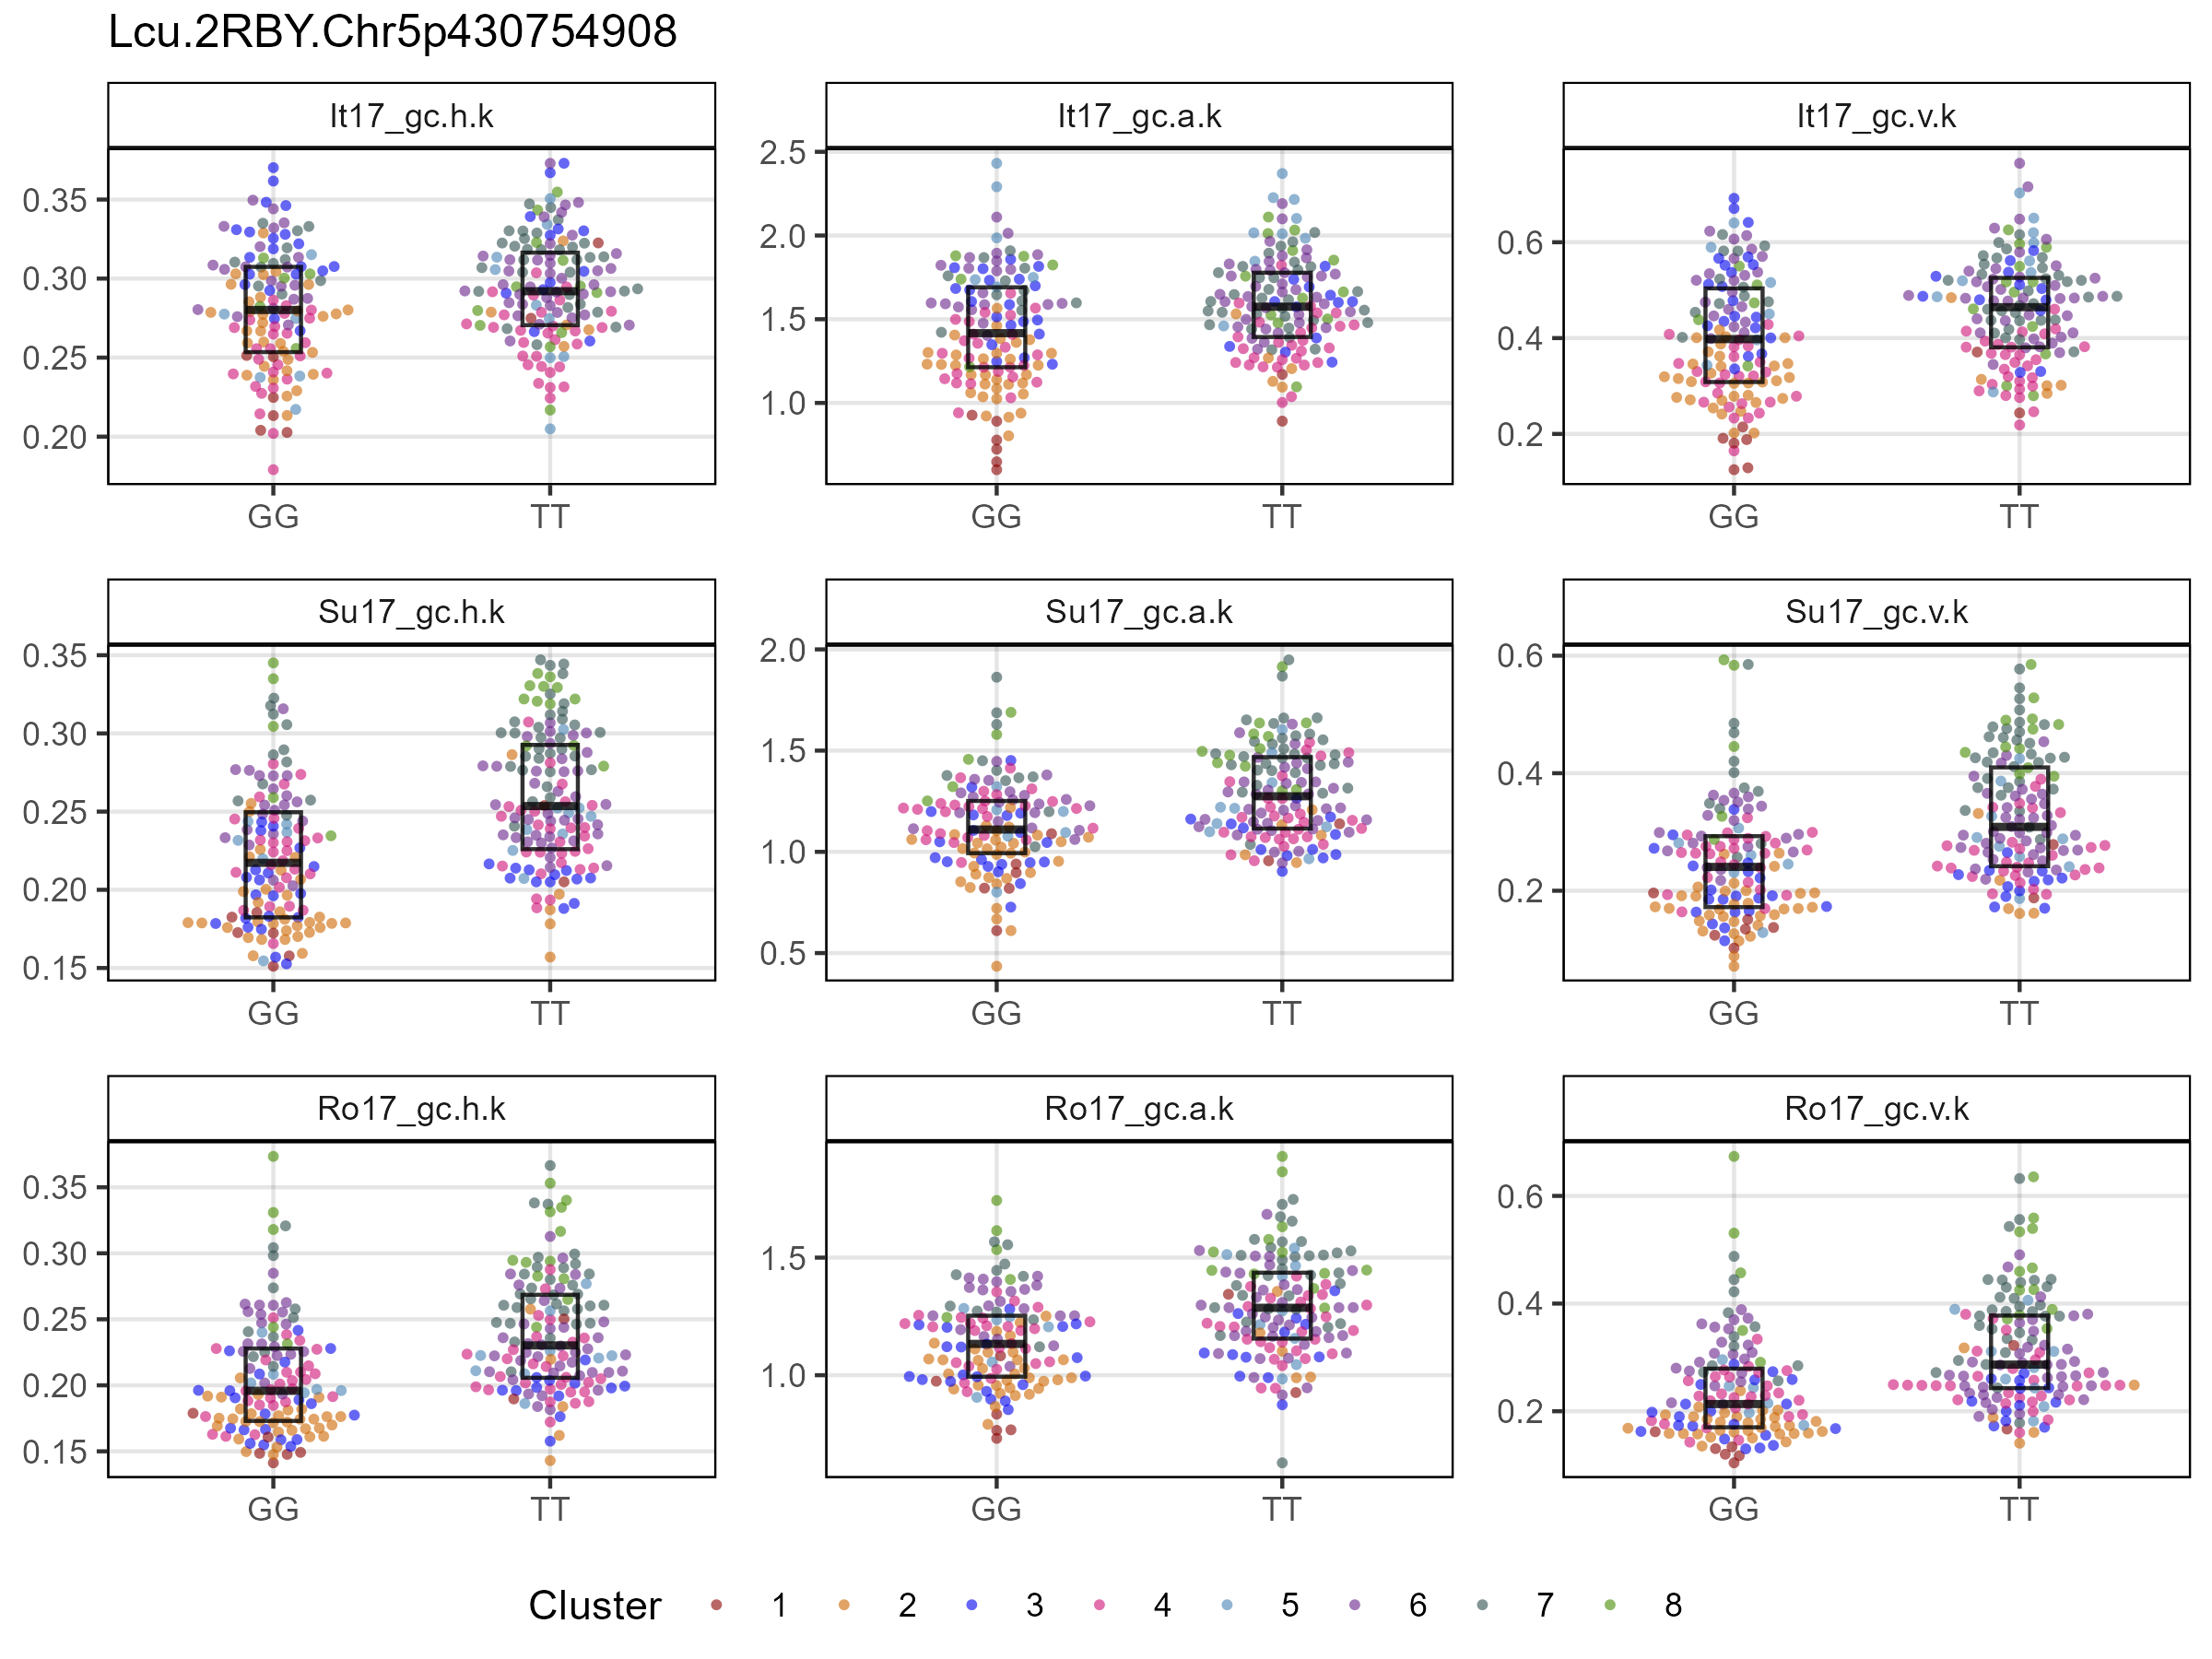 Lcu.2RBY.Chr5p430754908
It17_gc.h.k
It17_gc.a.k
It17_gc.v.k
0.35
0.30
0.25
0.20
2.5
2.0
1.5
1.0
0.6
0.4
0.2
GG TT
GG TT
GG TT
Su17_gc.h.k
Su17_gc.a.k
Su17_gc.v.k
0.35
0.30
0.25
0.20
0.15
2.0
1.5
1.0
0.5
0.6
0.4
0.2
GG TT
GG TT
GG TT
Ro17_gc.h.k
Ro17_gc.a.k
Ro17_gc.v.k
0.35
0.30
0.25
0.20
0.15
1.5
1.0
0.6
0.4
0.2
GG TT
GG TT
GG TT
Cluster 1 2 3 4 5 6 7 8